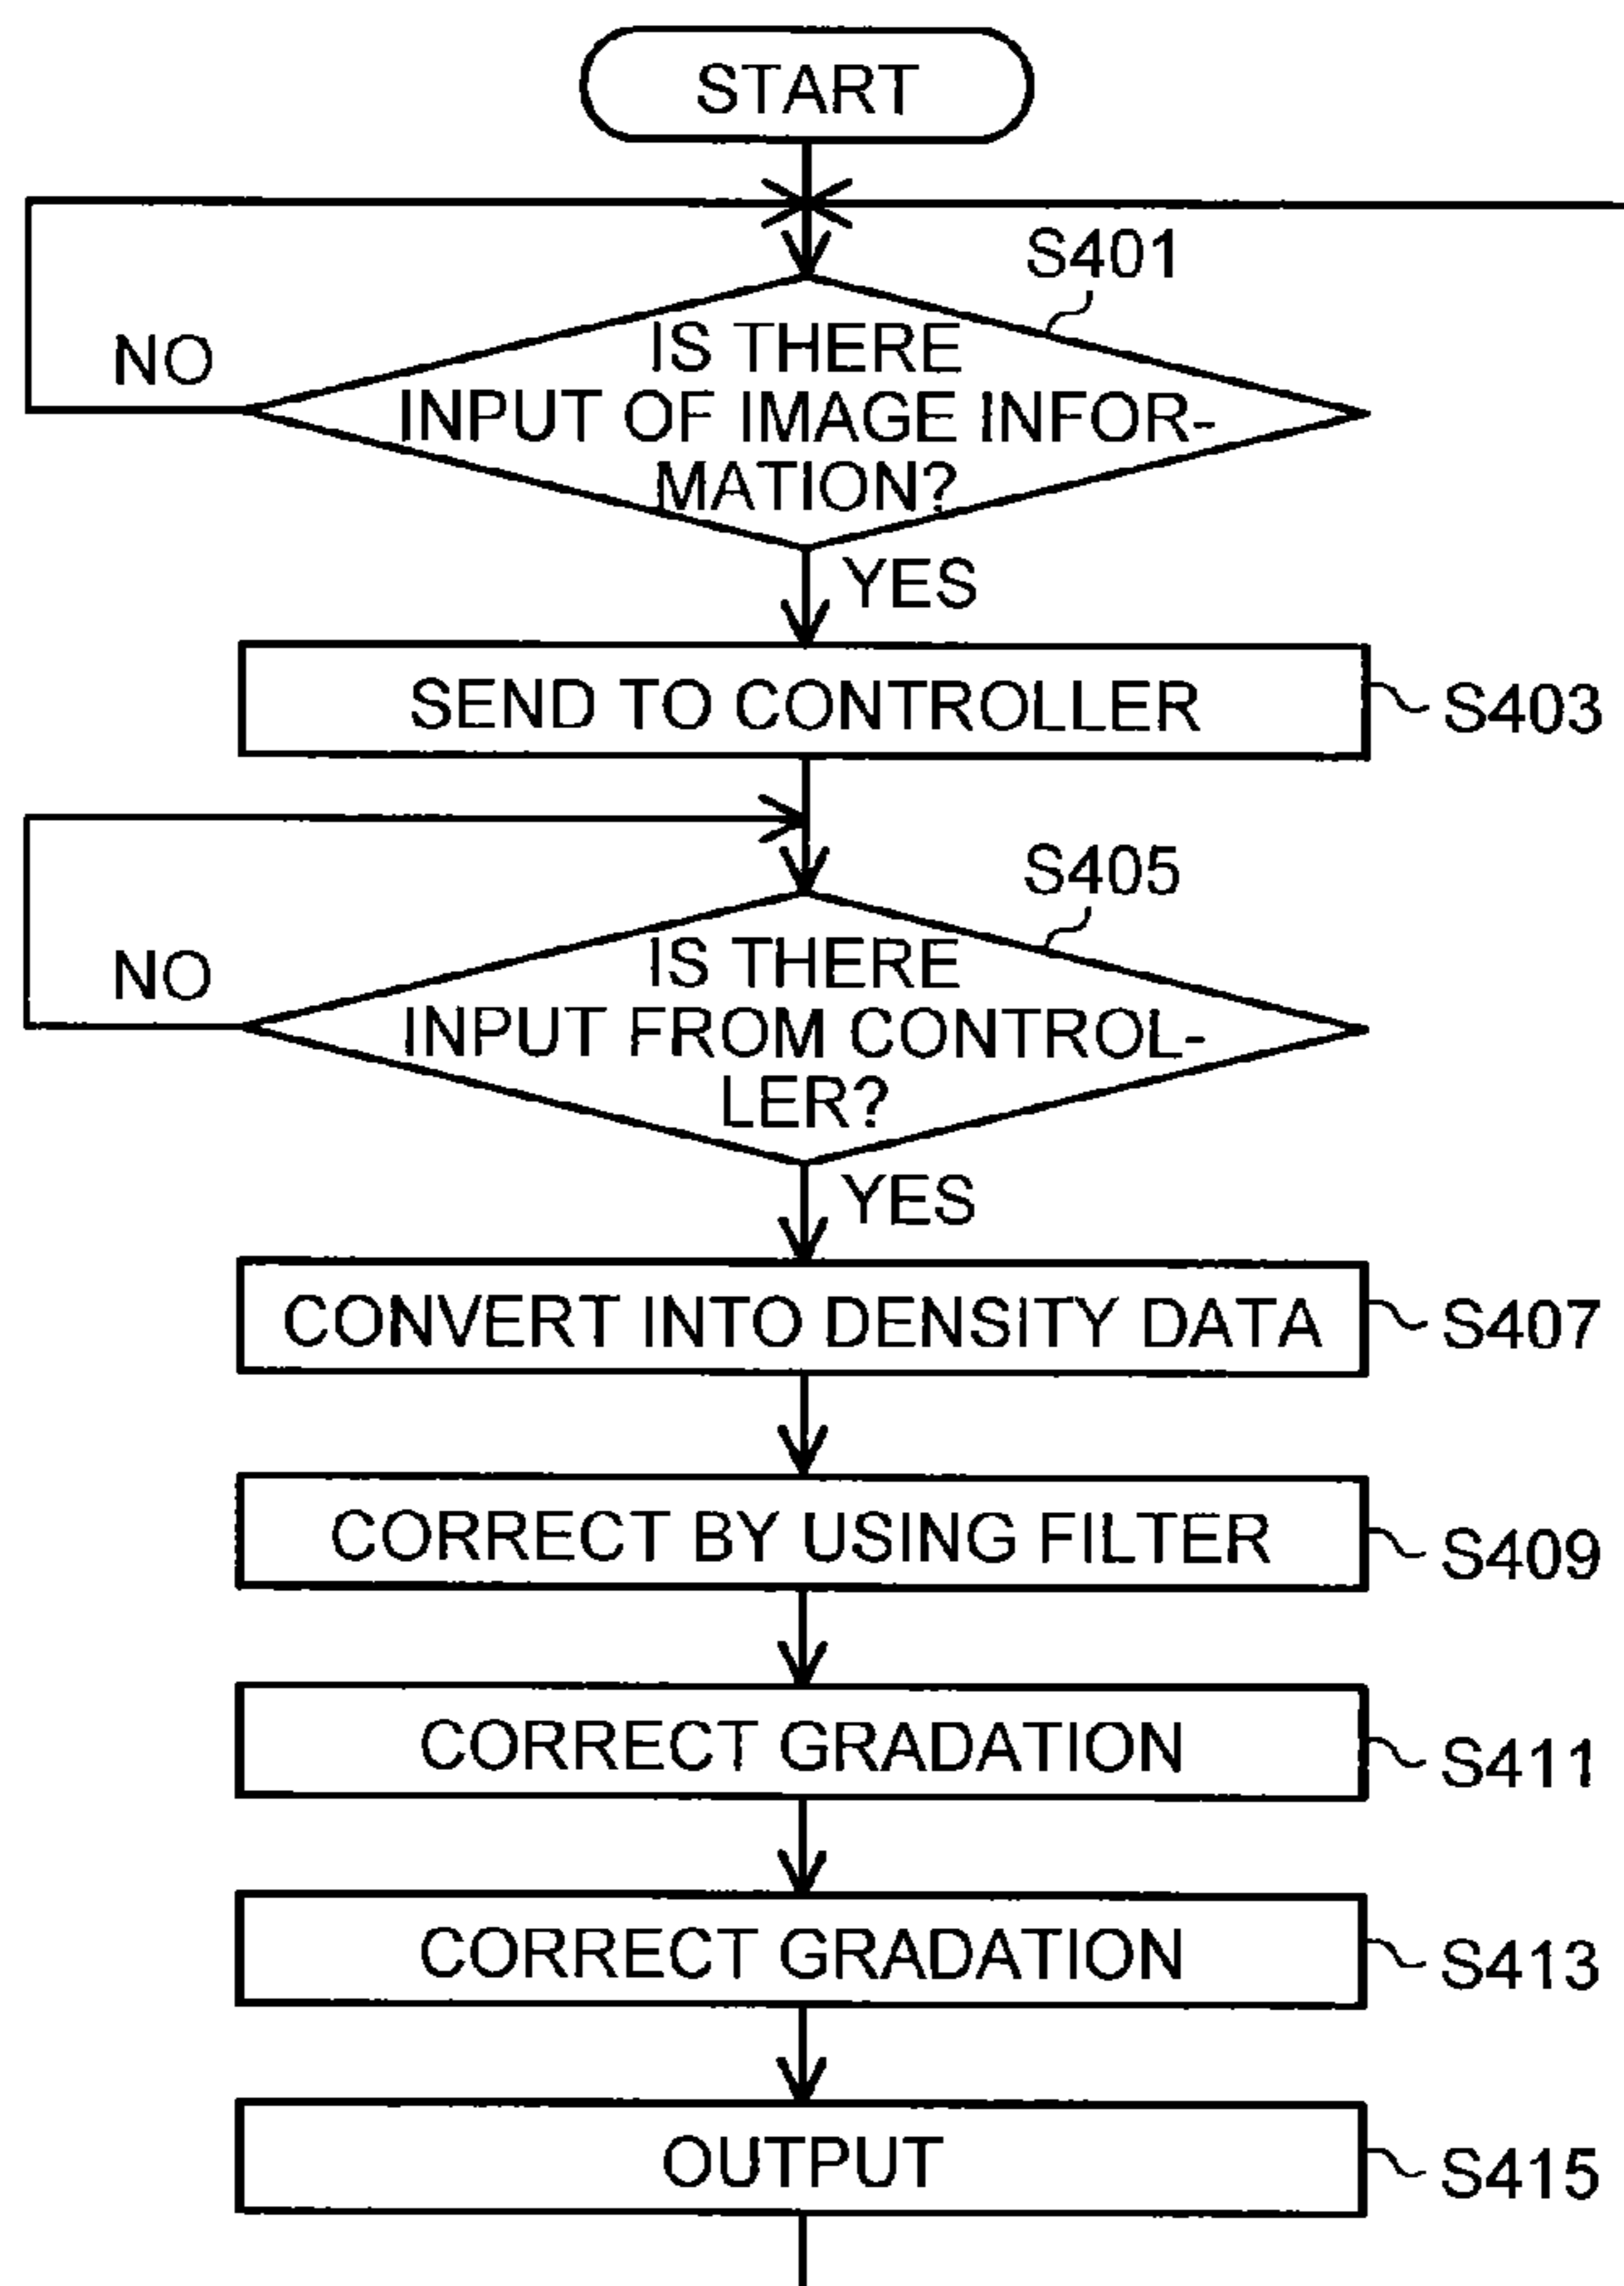 START
S401
IS THERE
NO
INPUT OF IMAGE INFOR-
MATION?
YES
SEND TO CONTROLLER
S403
S405
IS THERE
NO
INPUT FROM CONTROL-
LER?
YES
CONVERT INTO DENSITY DATA
S407
CORRECT BY USING FILTER
S409
CORRECT GRADATION
S411
CORRECT GRADATION
S413
OUTPUT
S415